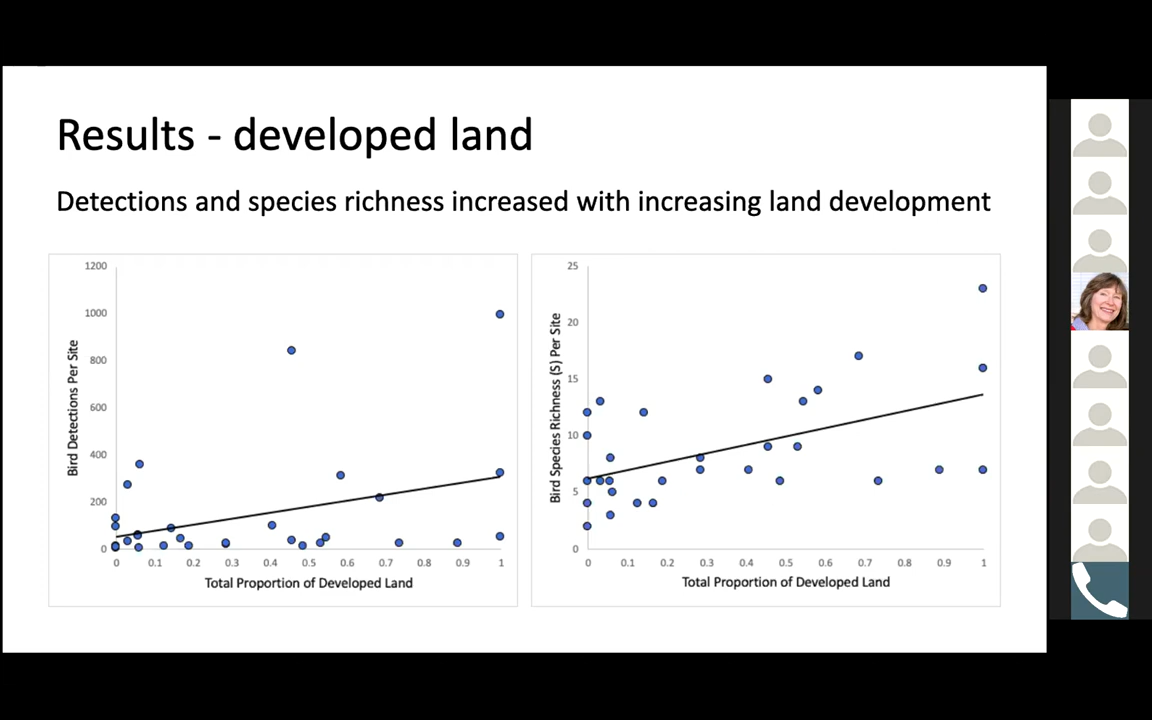 Results - developed land
Detections and species richness increased with increasing land development
1200
1000
800
600
400
200
0
Bird Detections Per Site
0 0.1 0.2 0.3 0.4 0.5 0.6 0.7 0.8 0.9 1
Total Proportion of Developed Land
25
20
15
10
5
0
Bird Species Richness (S) Per Site
0 0.1 0.2 0.3 0.4 0.5 0.6 0.7 0.8 0.9 1
Total Proportion of Developed Land